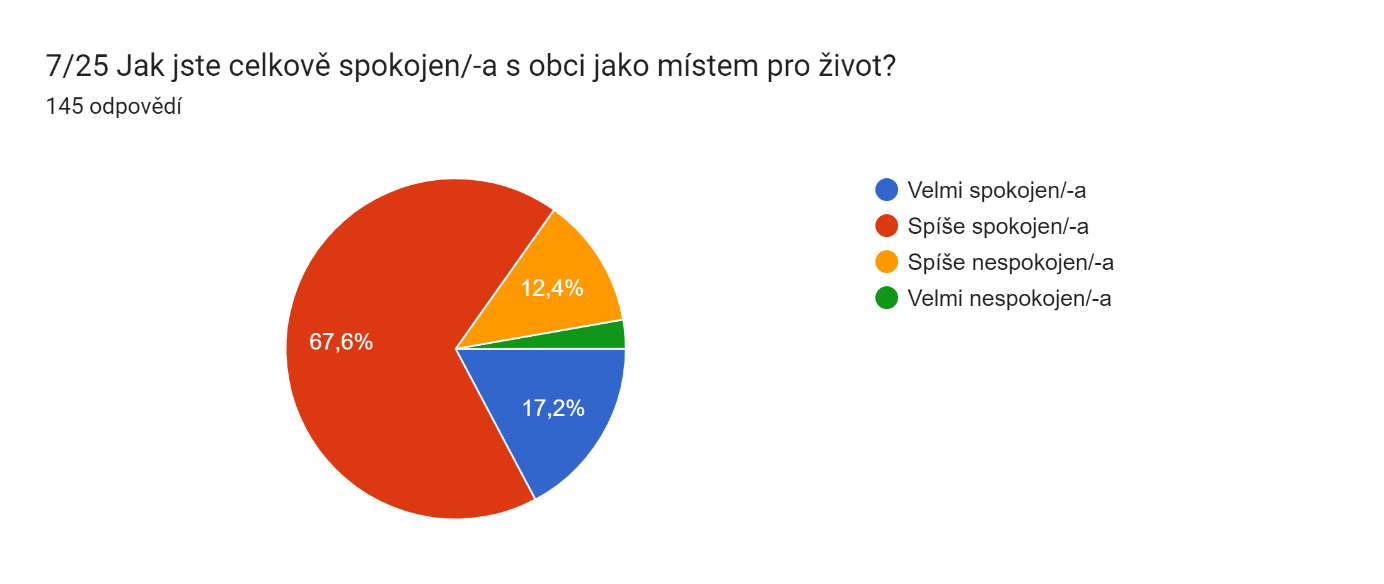 7/25 Jak jste celkově spokojen/-a s obci jako místem pro život?
145 odpovědí
Velmi spokojen/-a
Spíše spokojen/-a
Spíše nespokojen/-a
Velmi nespokojen/-a
12,4%
67,6%
17,2%